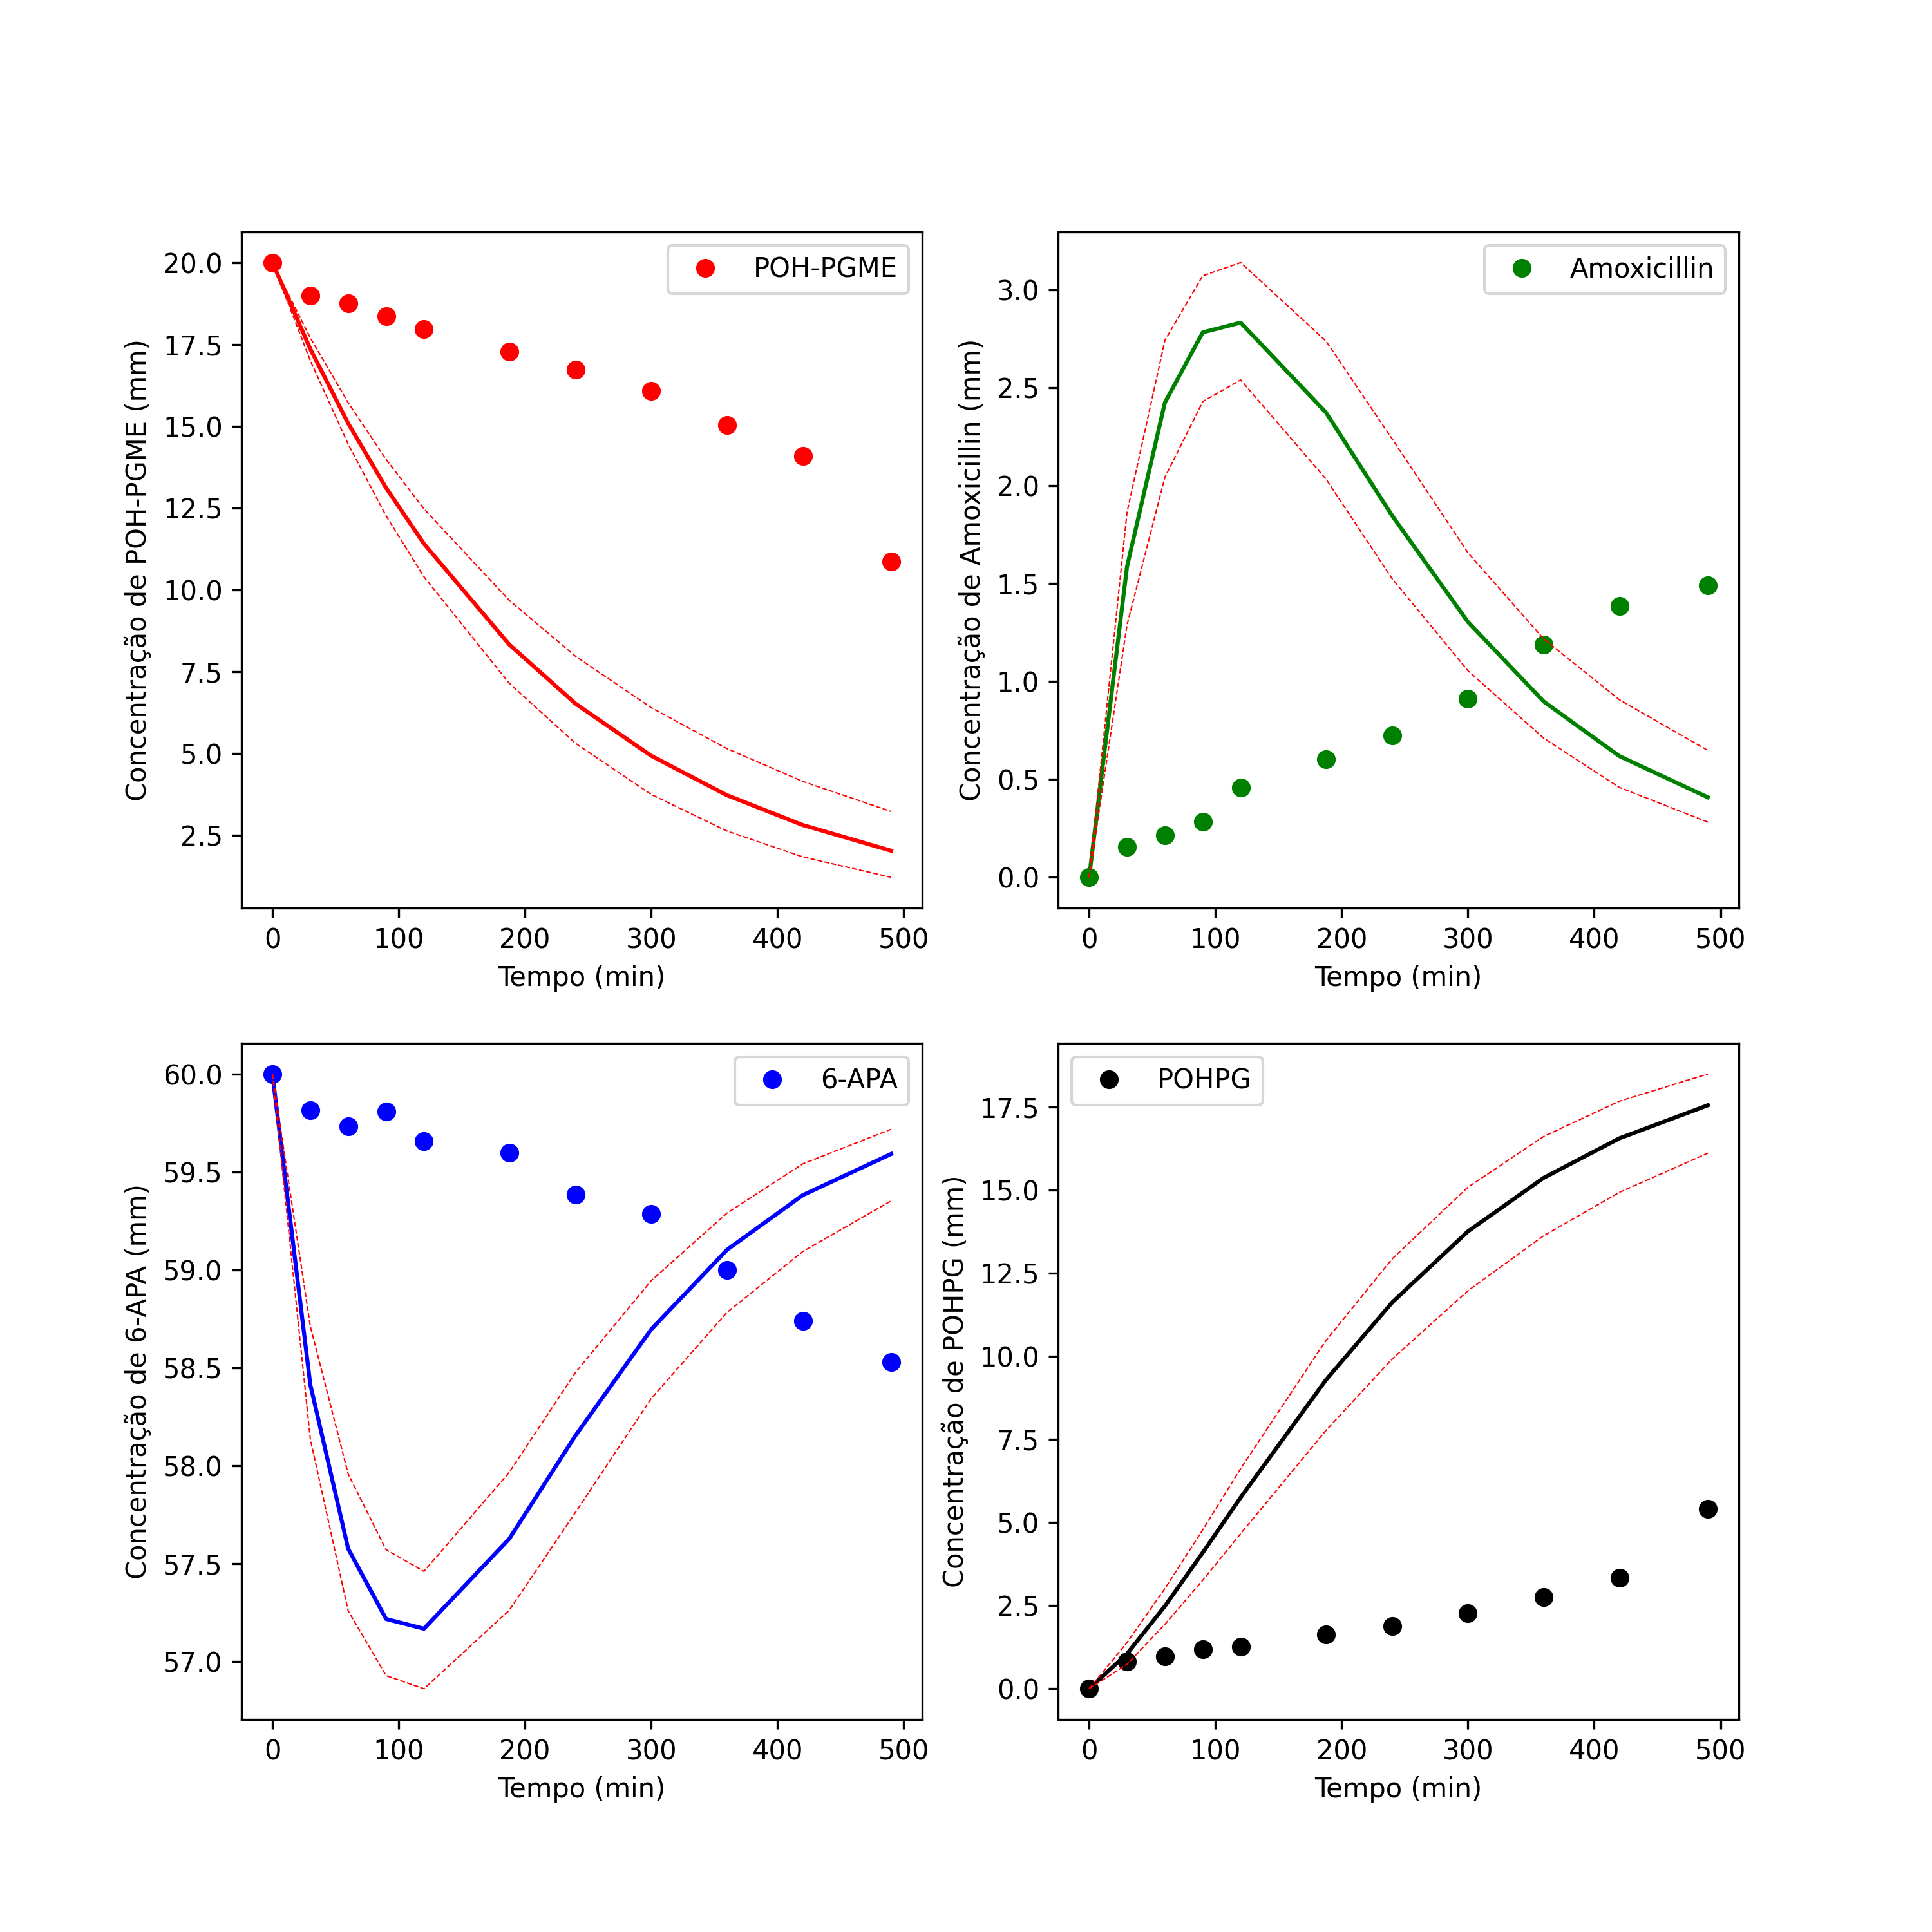 POH-PGME
20.0
17.5
15.0
12.5
10.0
7.5
5.0
2.5
Concentração de POH-PGME (mm)
0 100 200 300 400 500
Tempo (min)
Amoxicillin
3.0
2.5
2.0
1.5
1.0
0.5
0.0
Concentração de Amoxicillin (mm)
0 100 200 300 400 500
Tempo (min)
6-APA
60.0
59.5
59.0
58.5
58.0
57.5
57.0
Concentração de 6-APA (mm)
0 100 200 300 400 500
Tempo (min)
POHPG
17.5
15.0
12.5
10.0
7.5
5.0
2.5
0.0
Concentração de POHPG (mm)
0 100 200 300 400 500
Tempo (min)